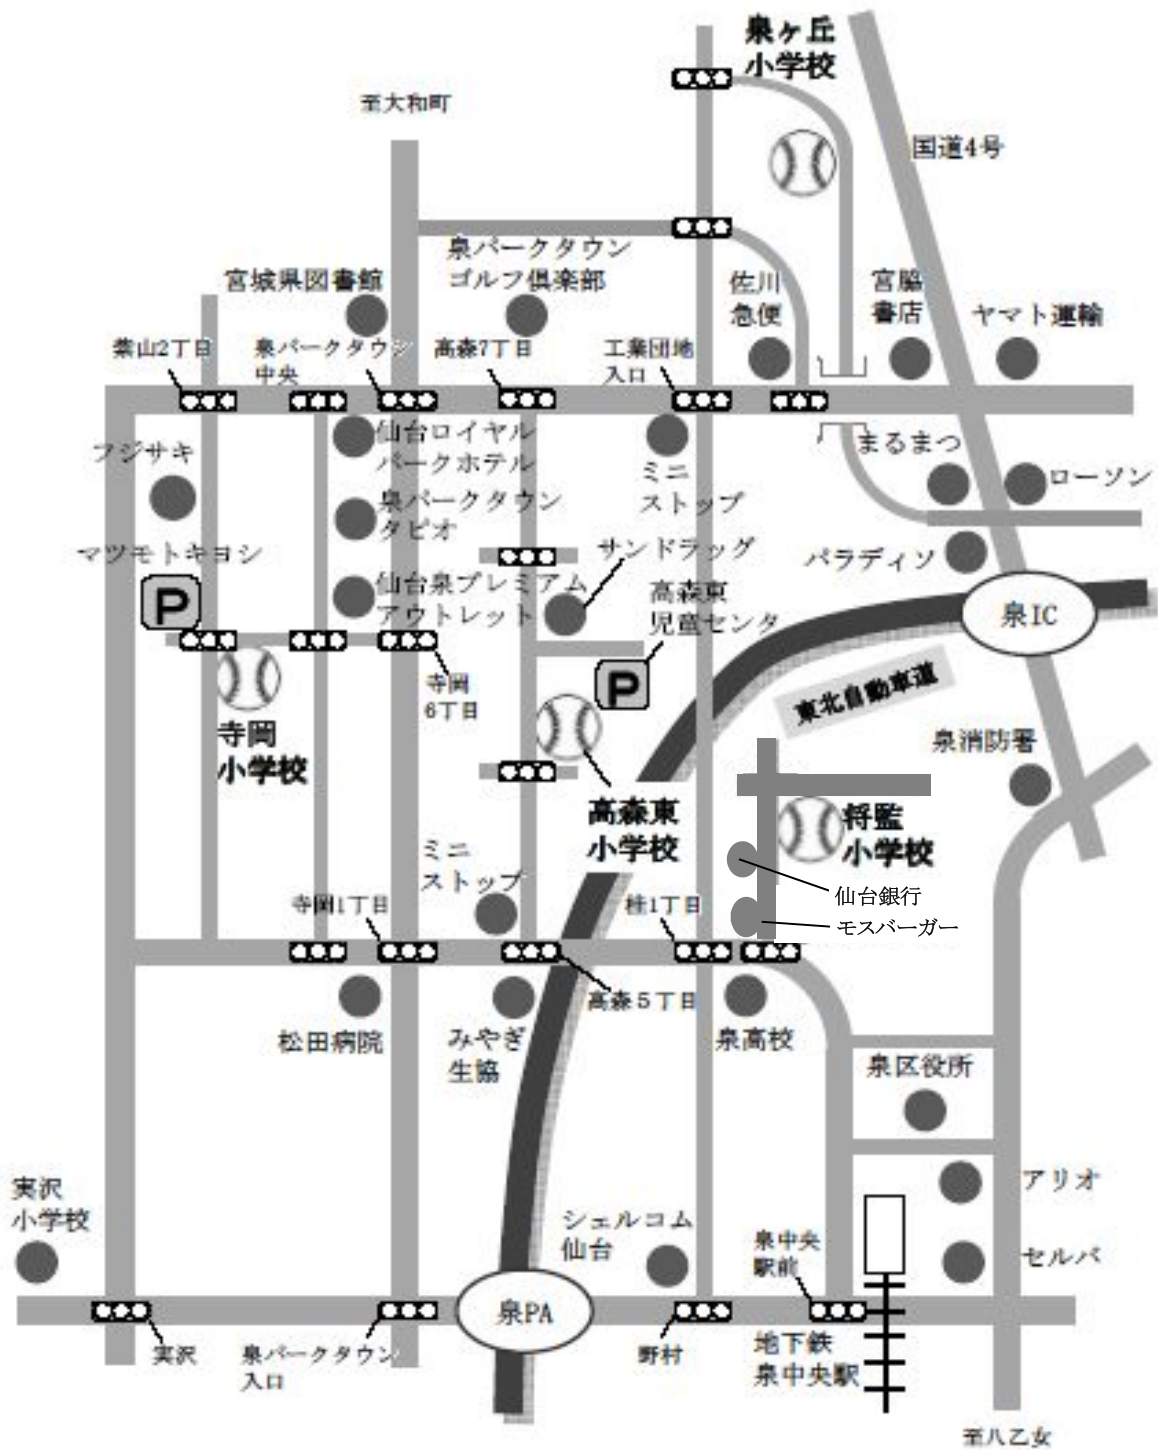 泉ヶ丘
小学校
至大和町
国道4号
泉パークタウン
ゴルフ倶楽部
宮城県図書館
佐川
急便
宮脇
書店
ヤマト運輸
紫山2丁目
泉パークタウン
中央
高森7丁目
工業団地
入口
仙台ロイヤル
パークホテル
フジサキ
まるまつ
ローソン
ミニ
ストップ
泉パークタウン
タピオ
マツモトキヨシ
サンドラッグ
パラディソ
仙台泉プレミアム
アウトレット
高森東
児童センタ
P
泉IC
P
寺岡
6丁目
東北自動車道
寺岡
小学校
泉消防署
高森東
小学校
将監
小学校
ミニ
ストップ
仙台銀行
寺岡1丁目
桂1丁目
モスバーガー
高森5丁目
松田病院
みやぎ
生協
泉高校
泉区役所
実沢
小学校
アリオ
シェルコム
仙台
泉中央
駅前
セルバ
泉PA
実沢
泉パークタウン
入口
野村
地下鉄
泉中央駅
至八乙女